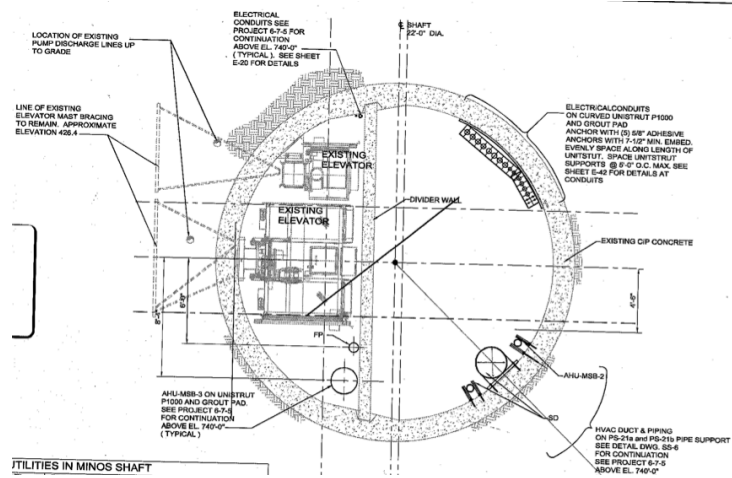 ELECTRICAL
CONDUITS SEE
PROJECT 6-7-5 FOR
CONTINUATION
ABOVE EL. 740'-0"
( TYPICAL ). SEE SHEET
E-20 FOR DETAILS
SHAFT
22'-0" DIA.
LOCATION OF EXISTING
PUMP DISCHARGE LINES UP
TO GRADE
LINE OF EXISTING
ELEVATOR MAST BRACING
TO REMAIN. APPROXIMATE
ELEVATION 426.4
ELECTRICALCONDUITS
ON CURVED UNISTRUT P1000
AND GROUT PAD
ANCHOR WITH (5) 5/8" ADHESIVE
ANCHORS WITH 7-1/2" MIN. EMBED.
EVENLY SPACE ALONG LENGTH OF
UNITSTUT. SPACE UNITSTRUT
SUPPORTS @ 5'-0" O.C. MAX. SEE
SHEET E-42 FOR DETAILS AT
CONDUITS
EXISTING
ELEVATOR
EXISTING
ELEVATOR
DIVIDER WALL
EXISTING CIP CONCRETE
6'-0"
4'-6"
FP
AHU-MSB-3 ON UNISTRUT
P1000 AND GROUT PAD.
SEE PROJECT 6-7-5
FOR CONTINUATION
ABOVE EL. 740'-0"
( TYPICAL )
AHU-MSB-2
SD
HVAC DUCT & PIPING
ON PS-21a and PS-21b PIPE SUPPORT
SEE DETAIL DWG. SS-6
FOR CONTINUATION
SEE PROJECT 6-7-5
ABOVE EL. 740'-0"
UTILITIES IN MINOS SHAFT